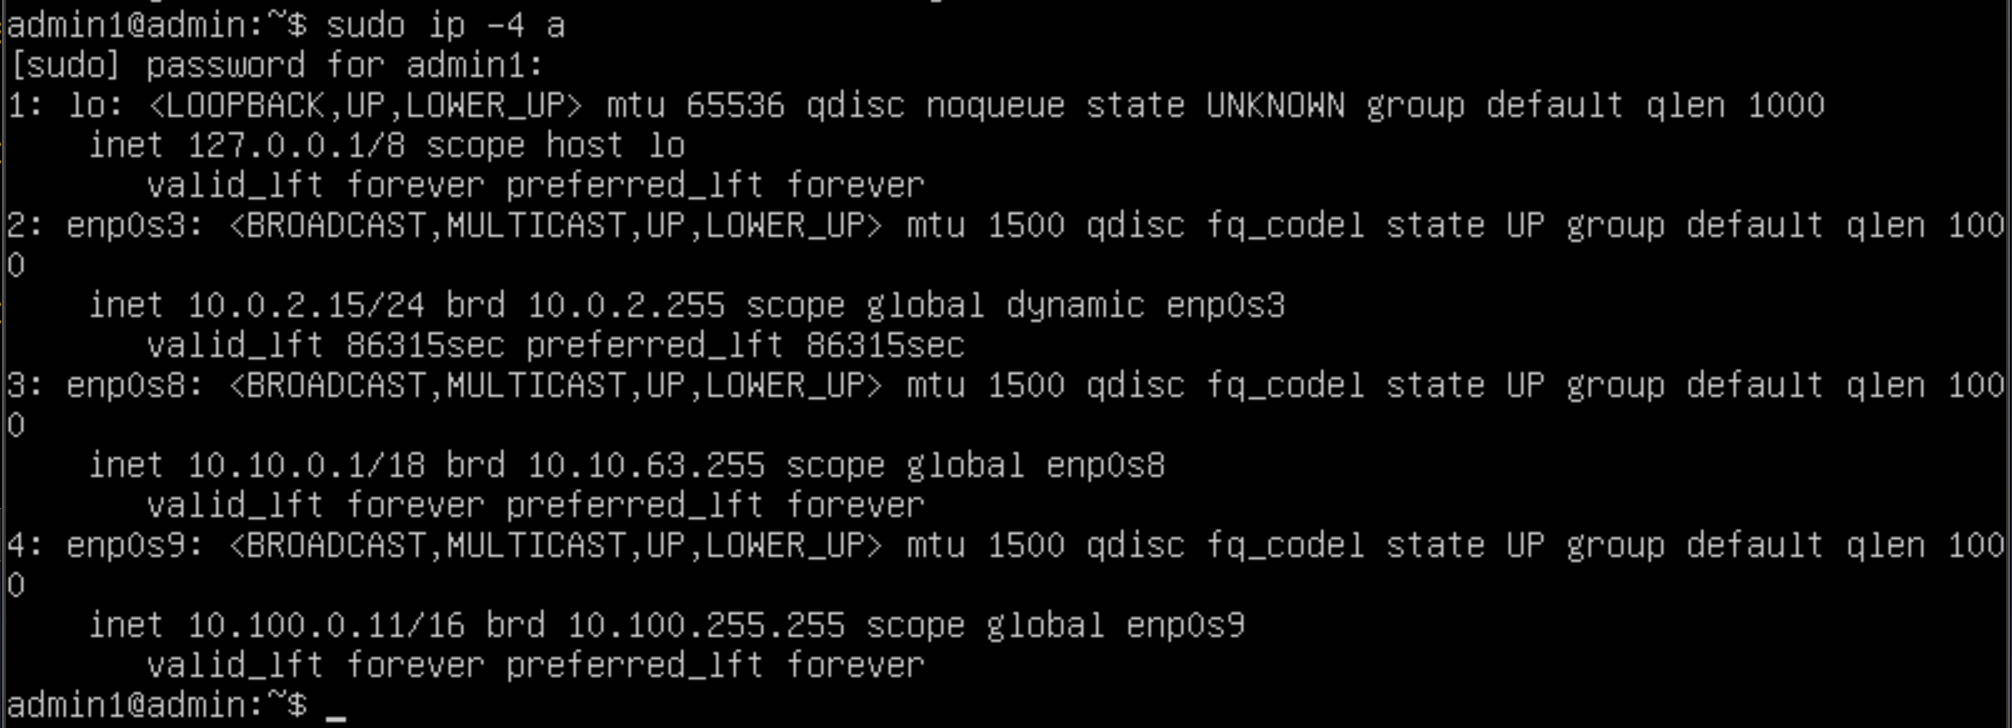 admin1@admin:~$ sudo ip -4 a
[sudo] password for admin1:
1: lo: <LOOPBACK,UP,LOWER_UP> mtu 65536 qdisc noqueue state UNKNOWN group default qlen 1000
    inet 127.0.0.1/8 scope host lo
       valid_lft forever preferred_lft forever
2: enp0s3: <BROADCAST,MULTICAST,UP,LOWER_UP> mtu 1500 qdisc fq_codel state UP group default qlen 100
0
    inet 10.0.2.15/24 brd 10.0.2.255 scope global dynamic enp0s3
       valid_lft 86315sec preferred_lft 86315sec
3: enp0s8: <BROADCAST,MULTICAST,UP,LOWER_UP> mtu 1500 qdisc fq_codel state UP group default qlen 100
0
    inet 10.10.0.1/18 brd 10.10.63.255 scope global enp0s8
       valid_lft forever preferred_lft forever
4: enp0s9: <BROADCAST,MULTICAST,UP,LOWER_UP> mtu 1500 qdisc fq_codel state UP group default qlen 100
0
    inet 10.100.0.11/16 brd 10.100.255.255 scope global enp0s9
       valid_lft forever preferred_lft forever
admin1@admin:~$ _